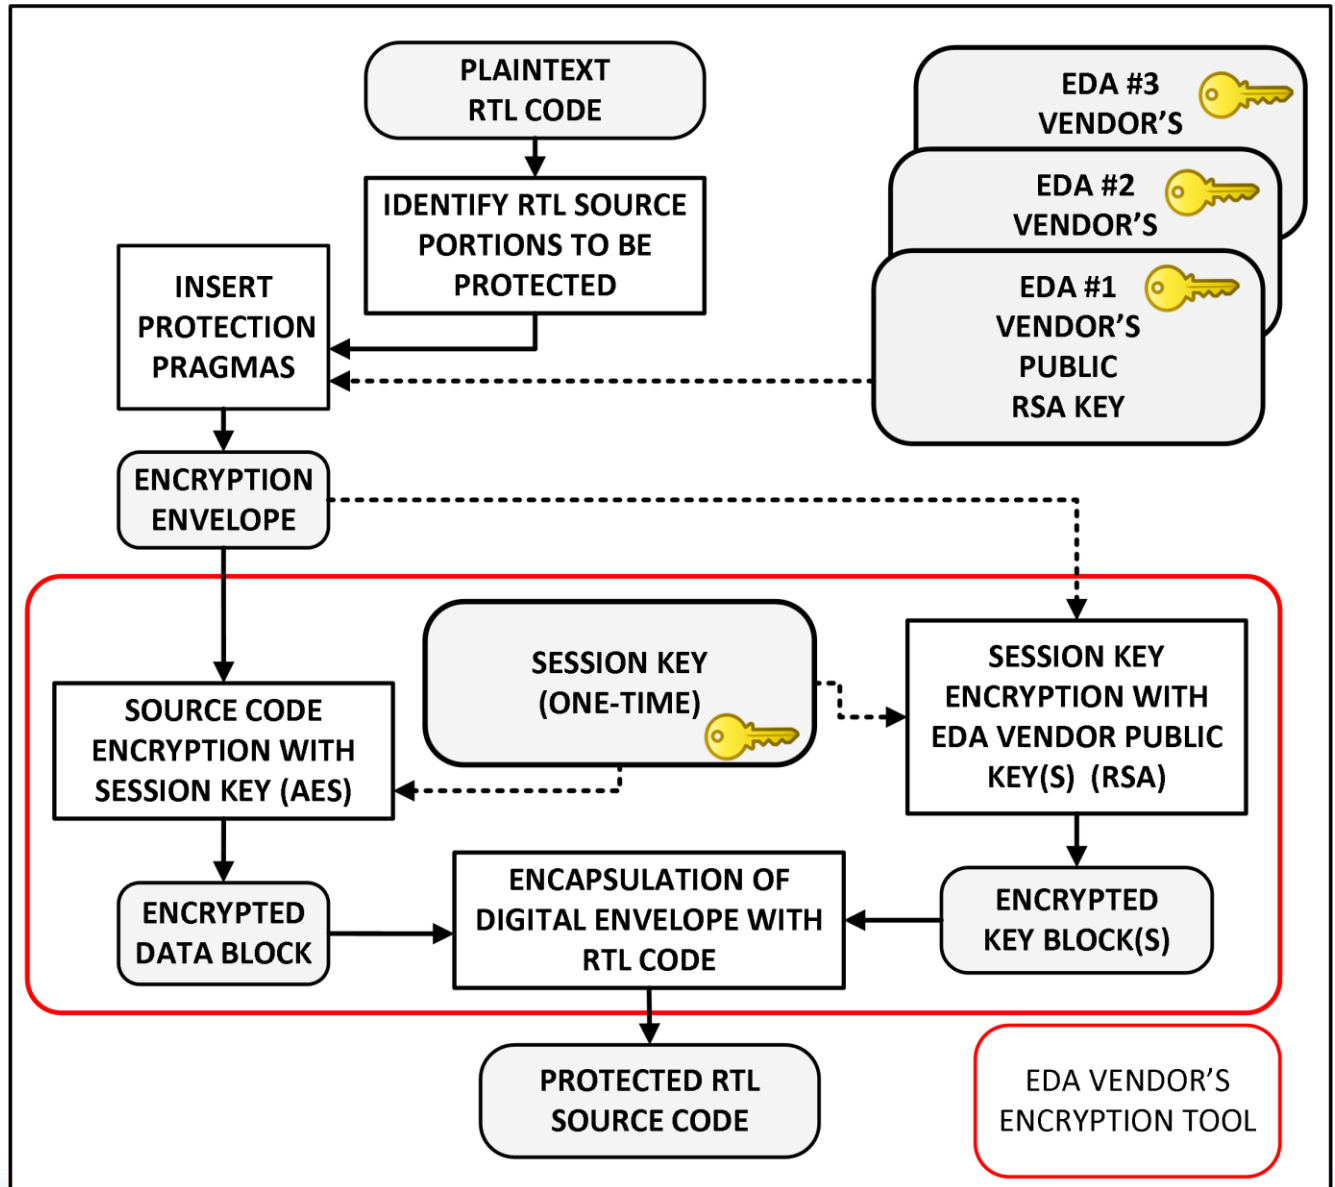 PLAINTEXT
RTL CODE
EDA #3
VENDOR'S
EDA #2
VENDOR'S
EDA #1
VENDOR'S
PUBLIC
RSA KEY
IDENTIFY RTL SOURCE
PORTIONS TO BE
PROTECTED
INSERT
PROTECTION
PRAGMAS
ENCRYPTION
ENVELOPE
SESSION KEY
(ONE-TIME)
SESSION KEY
ENCRYPTION WITH
EDA VENDOR PUBLIC
KEY(S) (RSA)
SOURCE CODE
ENCRYPTION WITH
SESSION KEY (AES)
ENCRYPTED
DATA BLOCK
ENCAPSULATION OF
DIGITAL ENVELOPE WITH
RTL CODE
ENCRYPTED
KEY BLOCK(S)
PROTECTED RTL
SOURCE CODE
EDA VENDOR'S
ENCRYPTION TOOL